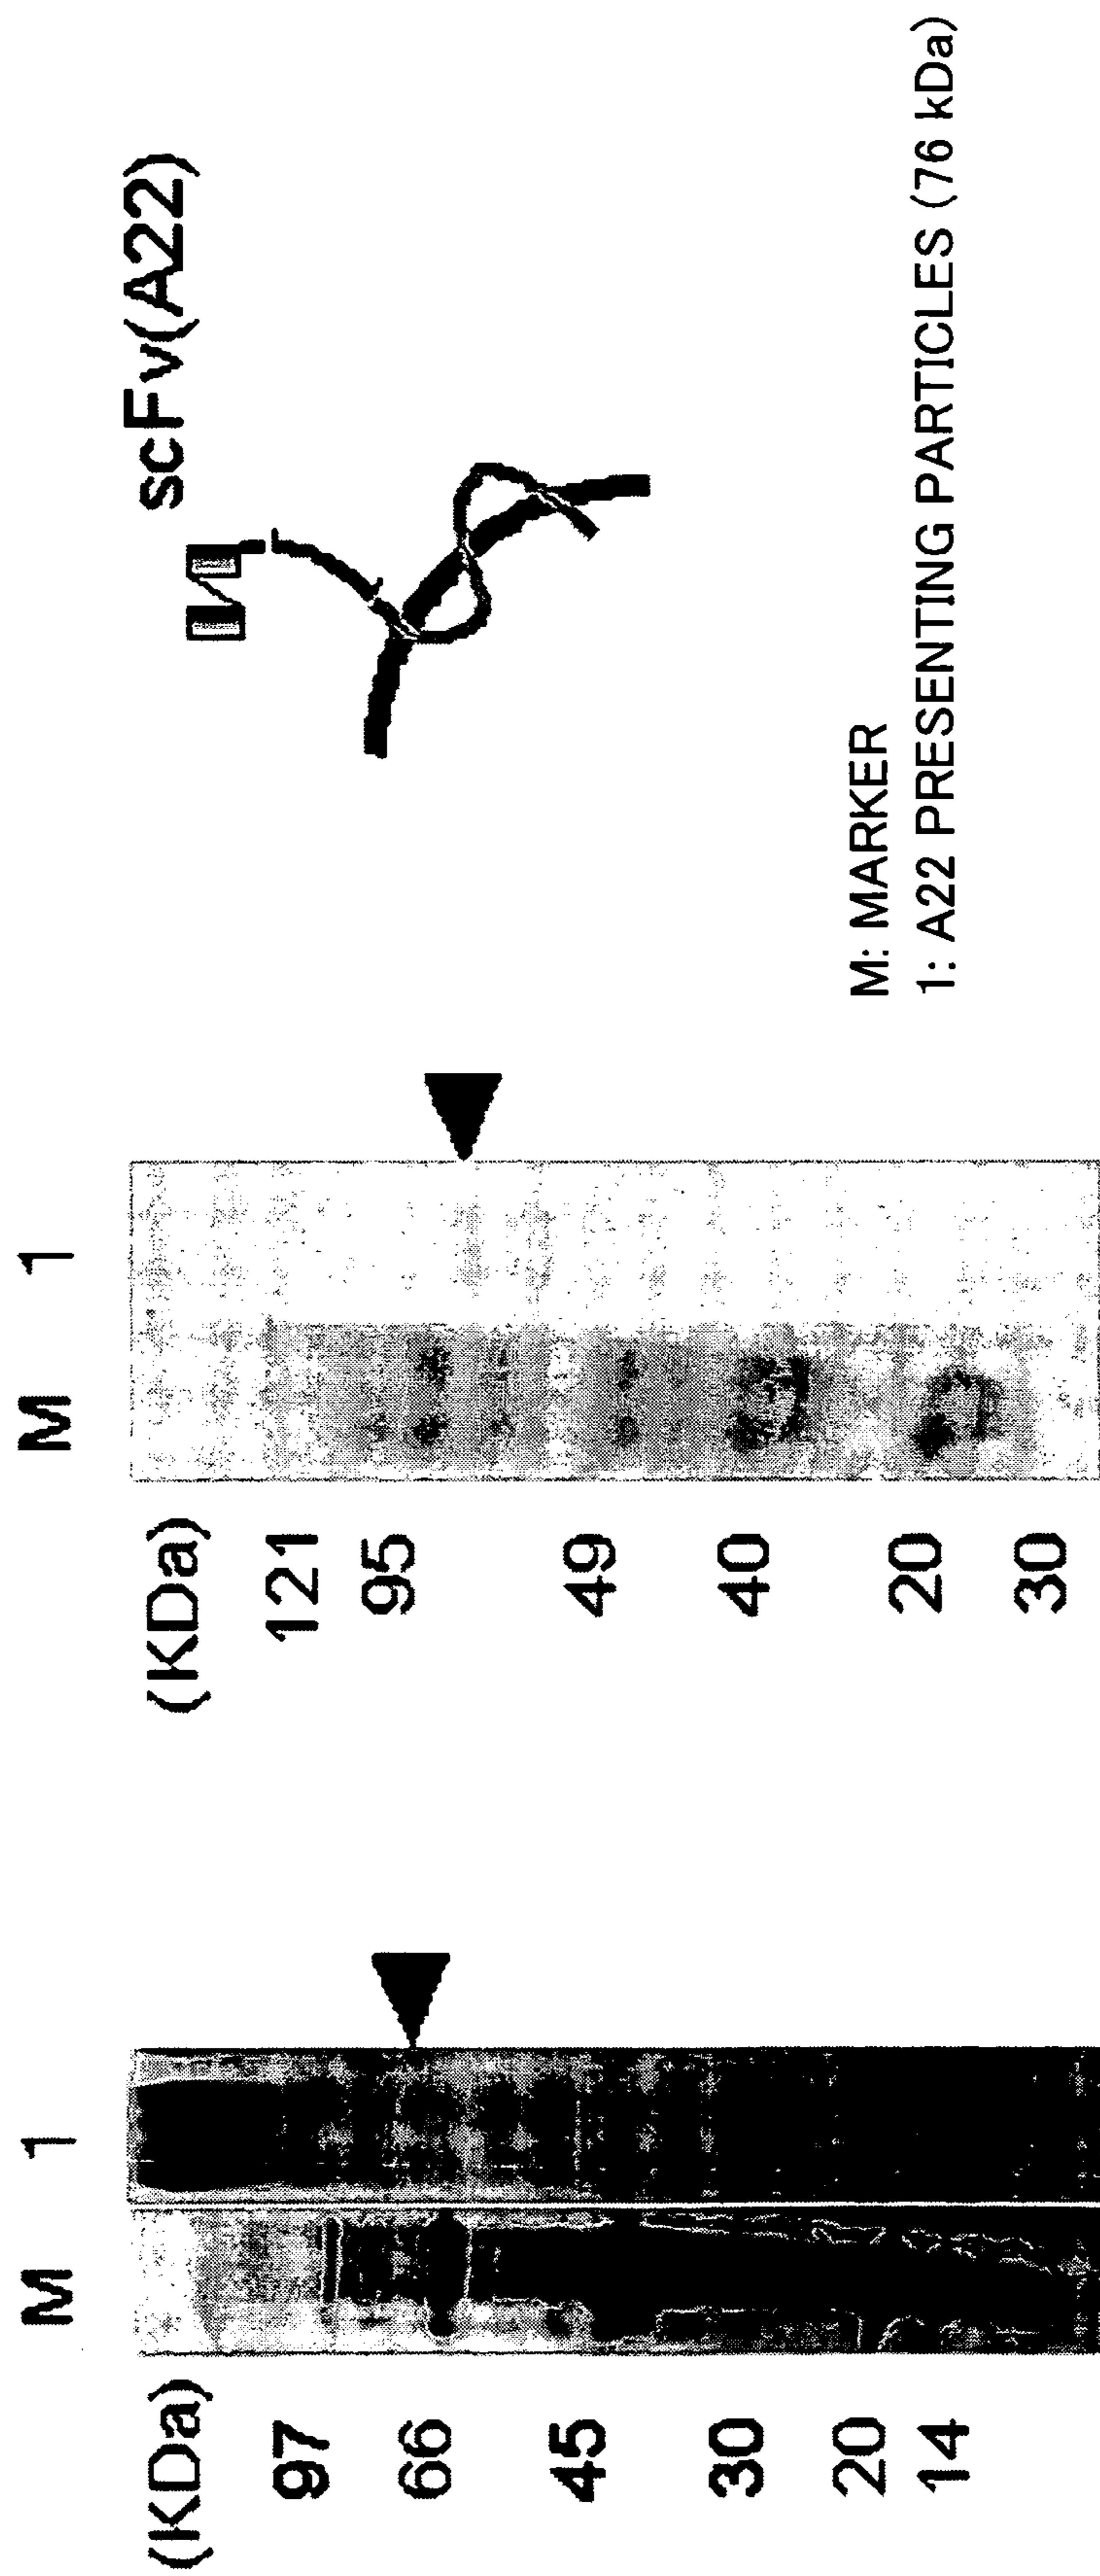 M 1
(KDa)
97
66
45
30
20
14
M 1
(KDa)
121
95
49
40
20
30
scFv(A22)
M: MARKER
1: A22 PRESENTING PARTICLES (76 kDa)